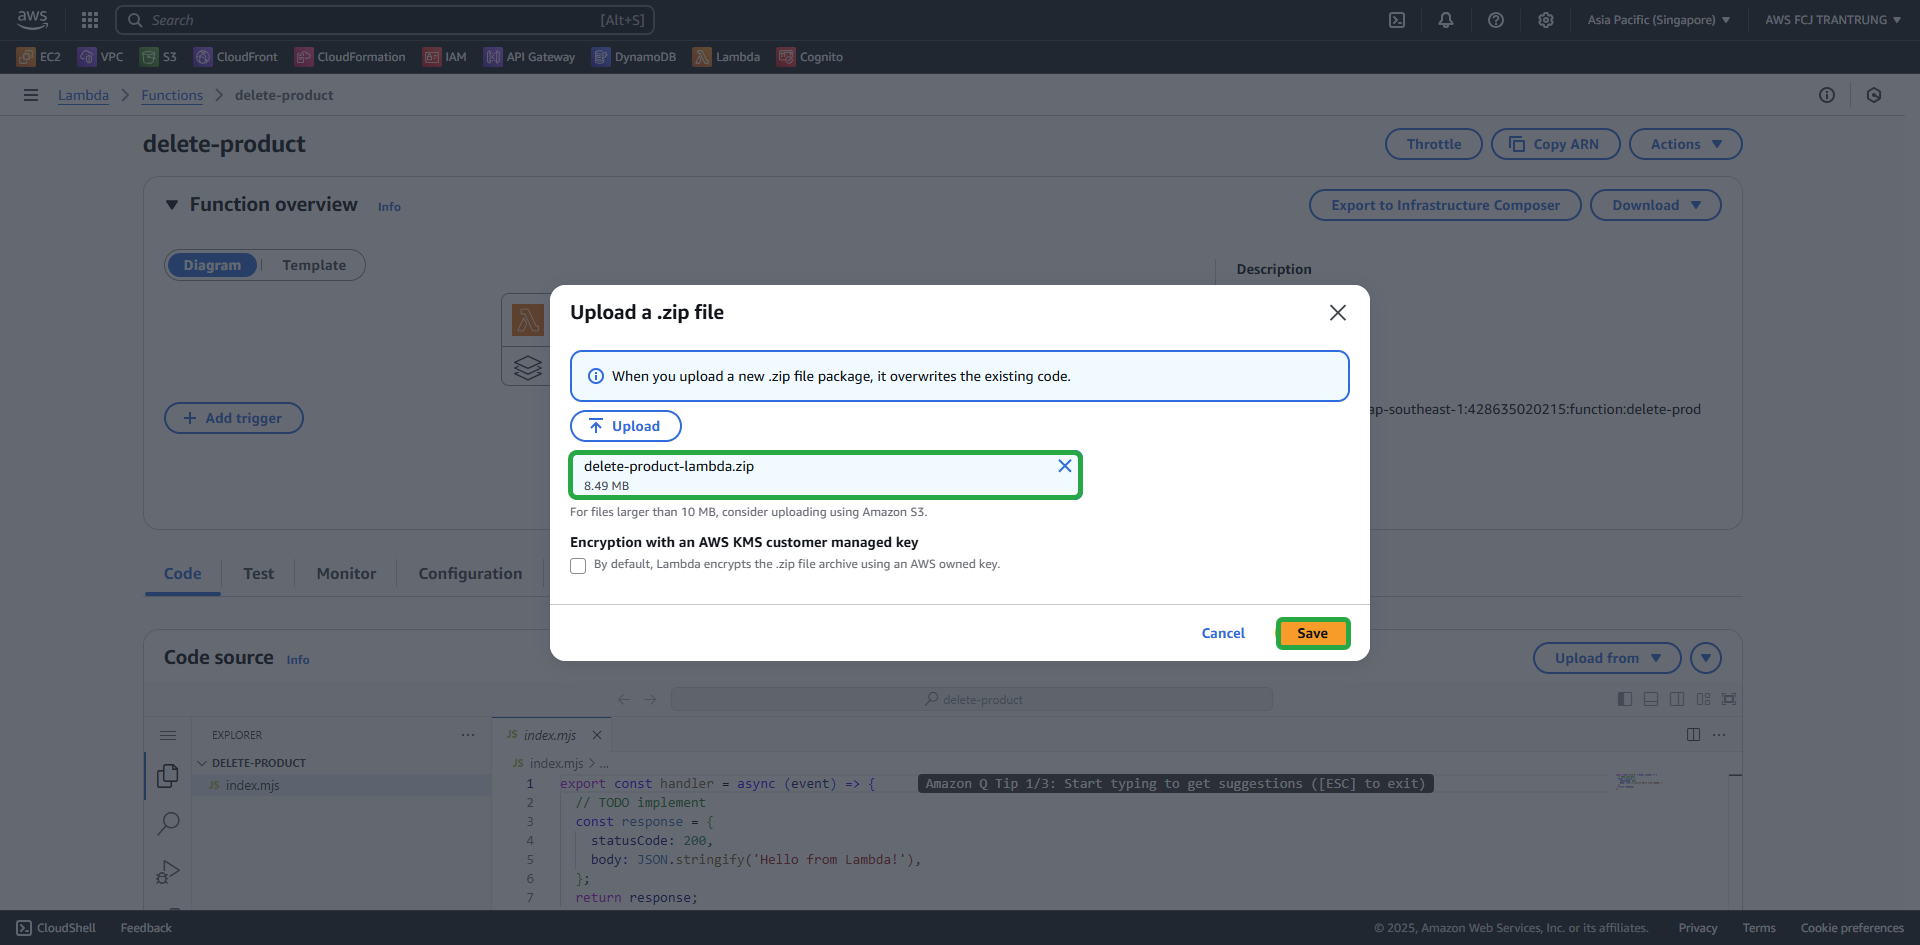 aws
Search [Alt+S]
Asia Pacific (Singapore) ▼ AWS FCJ TRANTRUNG ▼
EC2 VPC S3 CloudFront CloudFormation IAM API Gateway DynamoDB Lambda Cognito
Lambda > Functions > delete-product
delete-product
Throttle Copy ARN Actions ▼
▼ Function overview Info
Export to Infrastructure Composer Download ▼
Diagram Template
Description
Upload a .zip file
When you upload a new .zip file package, it overwrites the existing code.
ap-southeast-1:428635020215:function:delete-prod
+ Add trigger
Upload
delete-product-lambda.zip
8.49 MB
For files larger than 10 MB, consider uploading using Amazon S3.
Encryption with an AWS KMS customer managed key
By default, Lambda encrypts the .zip file archive using an AWS owned key.
Code Test Monitor Configuration
Cancel Save
Code source Info
Upload from ▼
delete-product
EXPLORER ...
JS index.mjs
DELETE-PRODUCT
JS index.mjs > ...
JS index.mjs
1 export const handler = async (event) => {
Amazon Q Tip 1/3: Start typing to get suggestions ([ESC] to exit)
2 // TODO implement
3 const response = {
4 statusCode: 200,
5 body: JSON.stringify('Hello from Lambda!'),
6 };
7 return response;
CloudShell Feedback
© 2025, Amazon Web Services, Inc. or its affiliates. Privacy Terms Cookie preferences